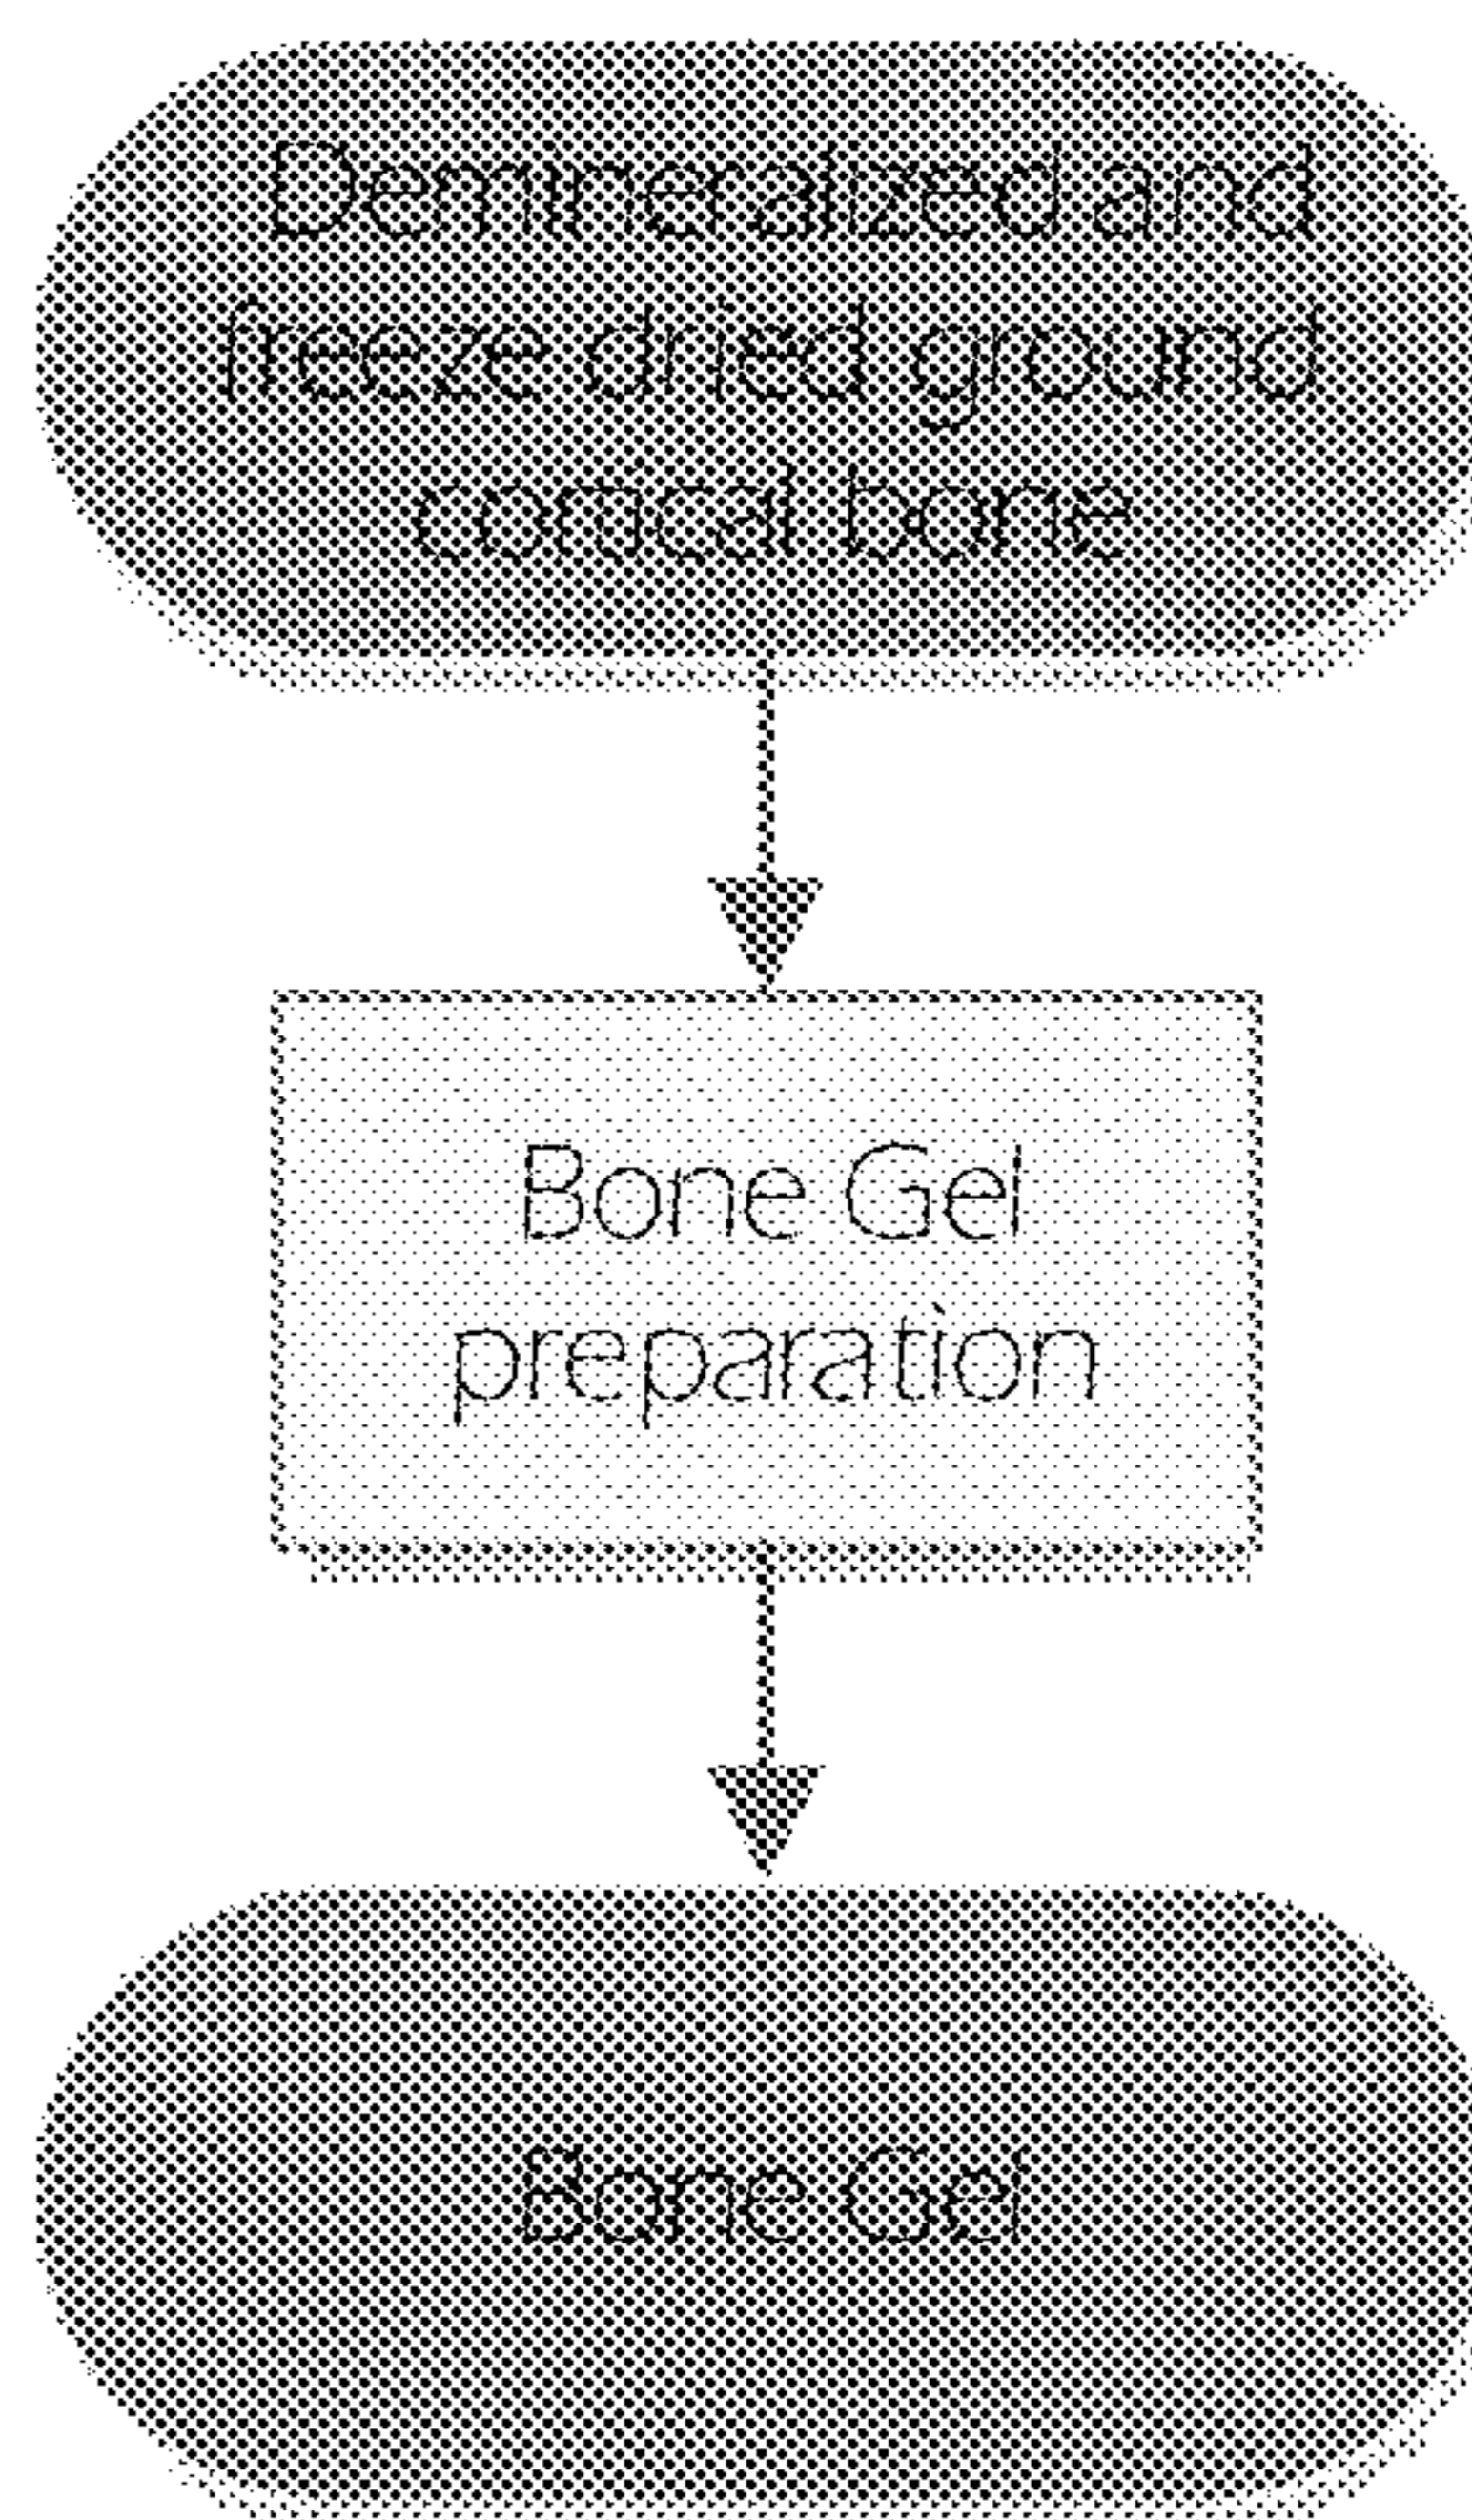 Demineralized and
freeze dried ground
cortical bone
Bone Gel
preparation
Bone Gel